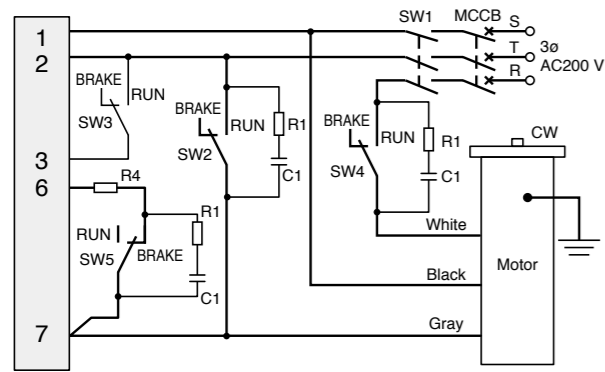 SW1 MCCB S
1
T 3ø
2
R AC200 V
BRAKE RUN
SW3
BRAKE RUN R1
SW2
C1
BRAKE RUN R1
SW4
C1
CW
3
6 R4
R1
RUN BRAKE
SW5
C1
White
Black
Motor
Gray
7